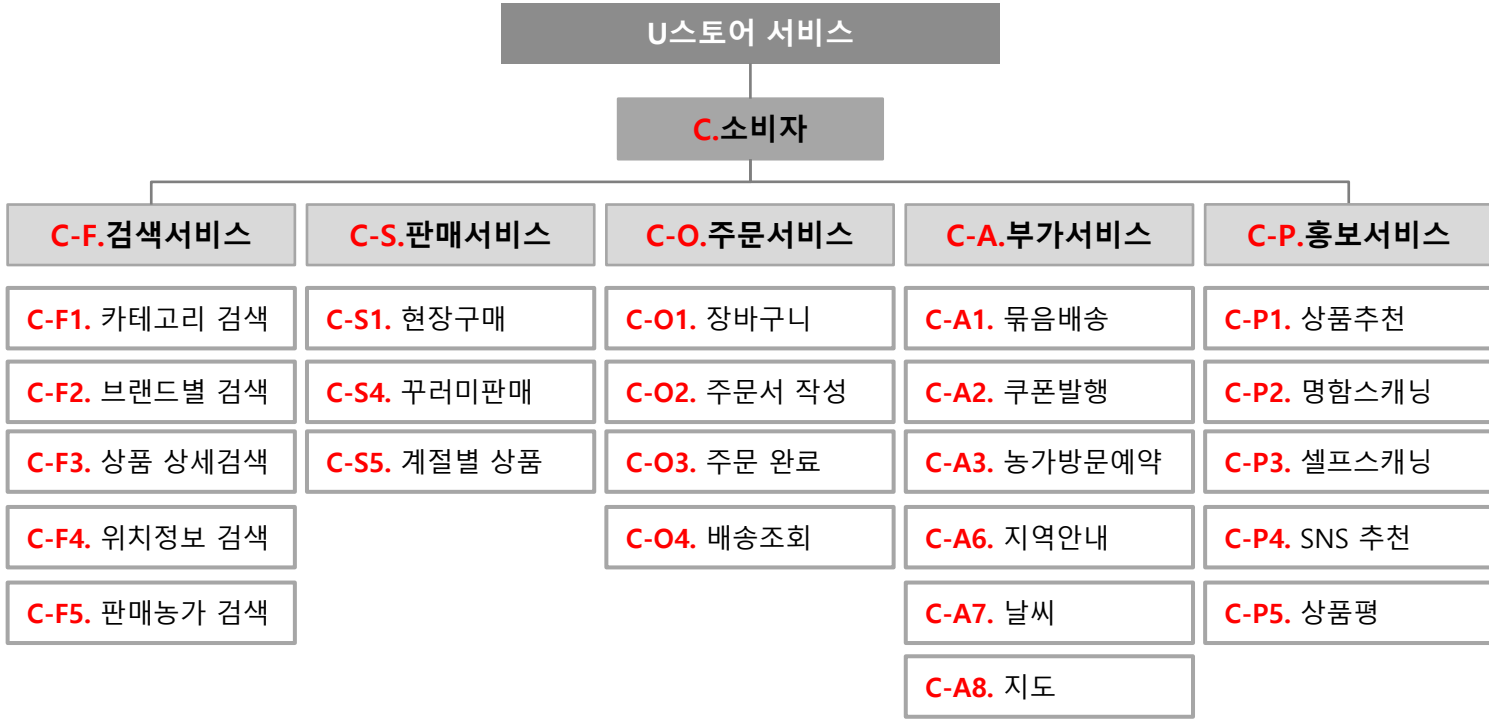 U스토어 서비스
C.소비자
C-F.검색서비스
C-S.판매서비스
C-O.주문서비스
C-A.부가서비스
C-P.홍보서비스
C-F1. 카테고리 검색
C-S1. 현장구매
C-O1. 장바구니
C-A1. 묶음배송
C-P1. 상품추천
C-F2. 브랜드별 검색
C-S4. 꾸러미판매
C-O2. 주문서 작성
C-A2. 쿠폰발행
C-P2. 명함스캐닝
C-F3. 상품 상세검색
C-S5. 계절별 상품
C-O3. 주문 완료
C-A3. 농가방문예약
C-P3. 셀프스캐닝
C-F4. 위치정보 검색
C-O4. 배송조회
C-A6. 지역안내
C-P4. SNS 추천
C-F5. 판매농가 검색
C-A7. 날씨
C-P5. 상품평
C-A8. 지도